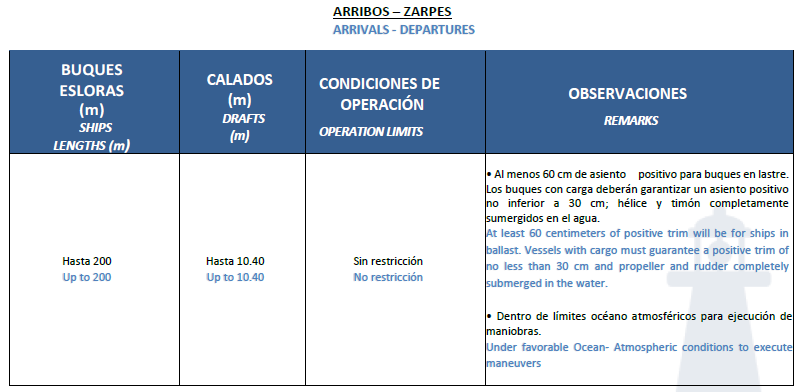 ARRIBOS – ZARPES
ARRIVALS - DEPARTURES
BUQUES
ESLORAS
(m)
SHIPS
LENGTHS (m)
CALADOS
(m)
DRAFTS
(m)
CONDICIONES DE
OPERACIÓN
OPERATION LIMITS
OBSERVACIONES
REMARKS
Hasta 200
Up to 200
Hasta 10.40
Up to 10.40
Sin restricción
No restricción
• Al menos 60 cm de asiento positivo para buques en lastre.
Los buques con carga deberán garantizar un asiento positivo
no inferior a 30 cm; hélice y timón completamente
sumergidos en el agua.
At least 60 centimeters of positive trim will be for ships in
ballast. Vessels with cargo must guarantee a positive trim of
no less than 30 cm and propeller and rudder completely
submerged in the water.
• Dentro de límites océano atmosféricos para ejecución de
maniobras.
Under favorable Ocean- Atmospheric conditions to execute
maneuvers